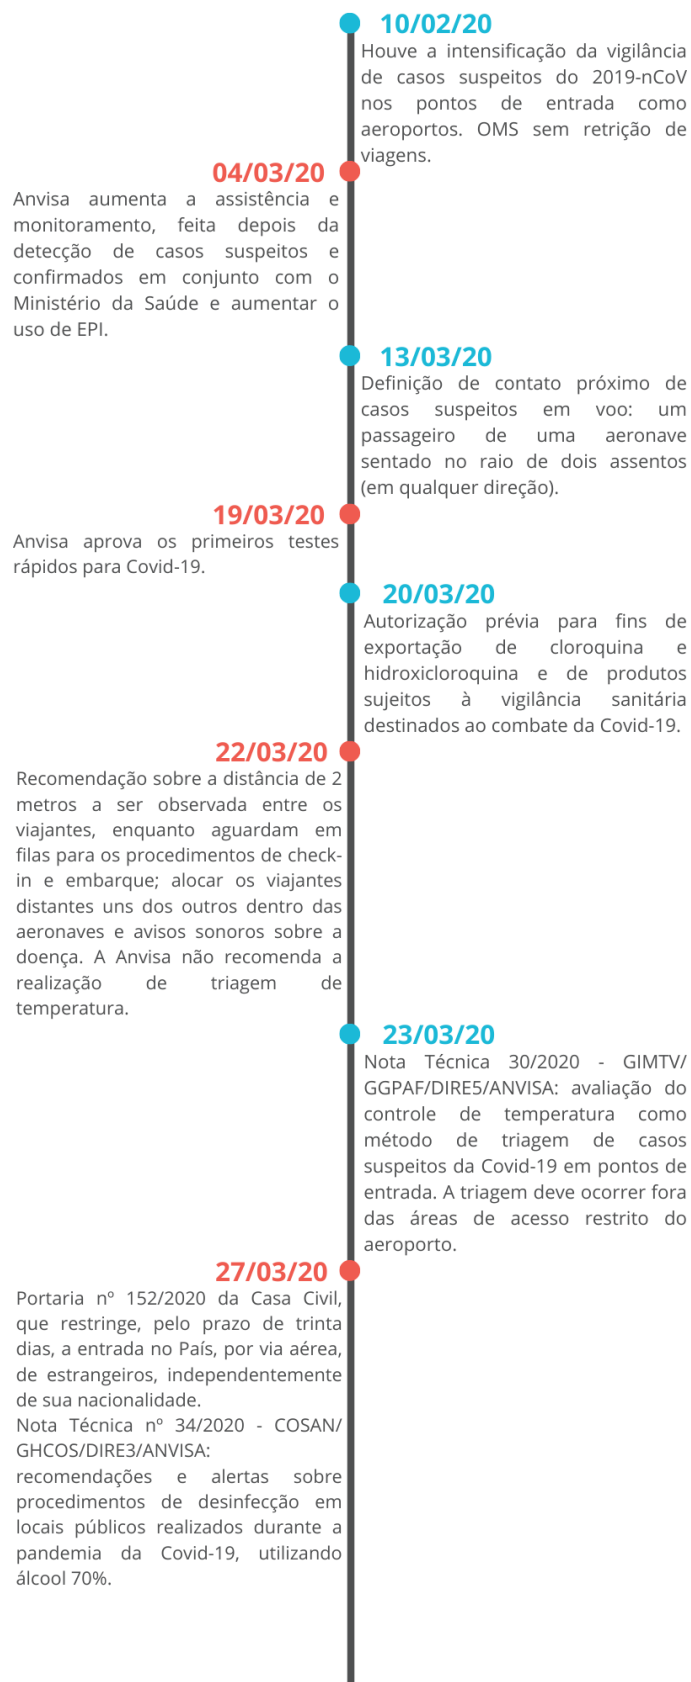 10/02/20
Houve a intensificação da vigilância
de casos suspeitos do 2019-nCoV
nos pontos de entrada como
aeroportos. OMS sem retrição de
viagens.
04/03/20
Anvisa aumenta a assistência e
monitoramento, feita depois da
detecção de casos suspeitos e
confirmados em conjunto com o
Ministério da Saúde e aumentar o
uso de EPI.
13/03/20
Definição de contato próximo de
casos suspeitos em voo: um
passageiro de uma aeronave
sentado no raio de dois assentos
(em qualquer direção).
19/03/20
Anvisa aprova os primeiros testes
rápidos para Covid-19.
20/03/20
Autorização prévia para fins de
exportação de cloroquina e
hidroxicloroquina e de produtos
sujeitos à vigilância sanitária
destinados ao combate da Covid-19.
22/03/20
Recomendação sobre a distância de 2
metros a ser observada entre os
viajantes, enquanto aguardam em
filas para os procedimentos de check-
in e embarque; alocar os viajantes
distantes uns dos outros dentro das
aeronaves e avisos sonoros sobre a
doença. A Anvisa não recomenda a
realização de triagem de
temperatura.
23/03/20
Nota Técnica 30/2020 - GIMTV/
GGPAF/DIRE5/ANVISA: avaliação do
controle de temperatura como
método de triagem de casos
suspeitos da Covid-19 em pontos de
entrada. A triagem deve ocorrer fora
das áreas de acesso restrito do
aeroporto.
27/03/20
Portaria nº 152/2020 da Casa Civil,
que restringe, pelo prazo de trinta
dias, a entrada no País, por via aérea,
de estrangeiros, independentemente
de sua nacionalidade.
Nota Técnica nº 34/2020 - COSAN/
GHCOS/DIRE3/ANVISA:
recomendações e alertas sobre
procedimentos de desinfecção em
locais públicos realizados durante a
pandemia da Covid-19, utilizando
álcool 70%.